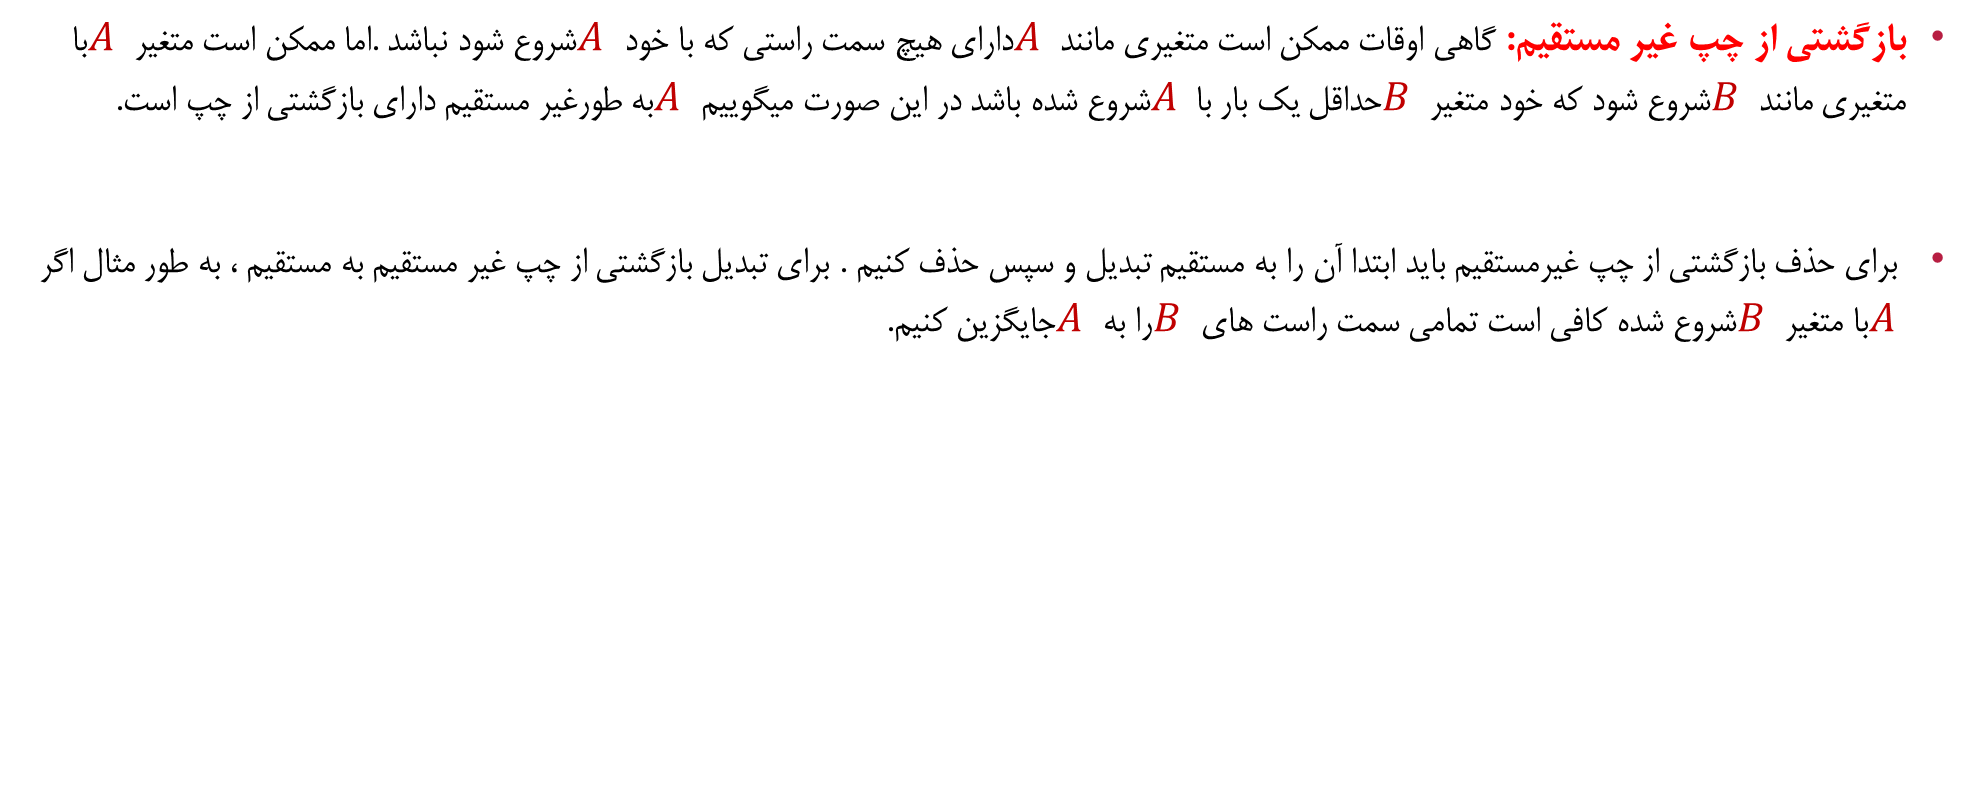 • بازگشتی از چپ غیر مستقیم: گاهی اوقات ممکن است متغیری مانند A دارای هیچ سمت راستی که با خود A شروع شود نباشد .اما ممکن است متغیر A با
متغیری مانند B شروع شود که خود متغیر B حداقل یک بار با A شروع شده باشد در این صورت میگوییم A به طورغیر مستقیم دارای بازگشتی از چپ است.
• برای حذف بازگشتی از چپ غیرمستقیم باید ابتدا آن را به مستقیم تبدیل و سپس حذف کنیم . برای تبدیل بازگشتی از چپ غیر مستقیم به مستقیم ، به طور مثال اگر
A با متغیر B شروع شده کافی است تمامی سمت راست های B را به A جایگزین کنیم.